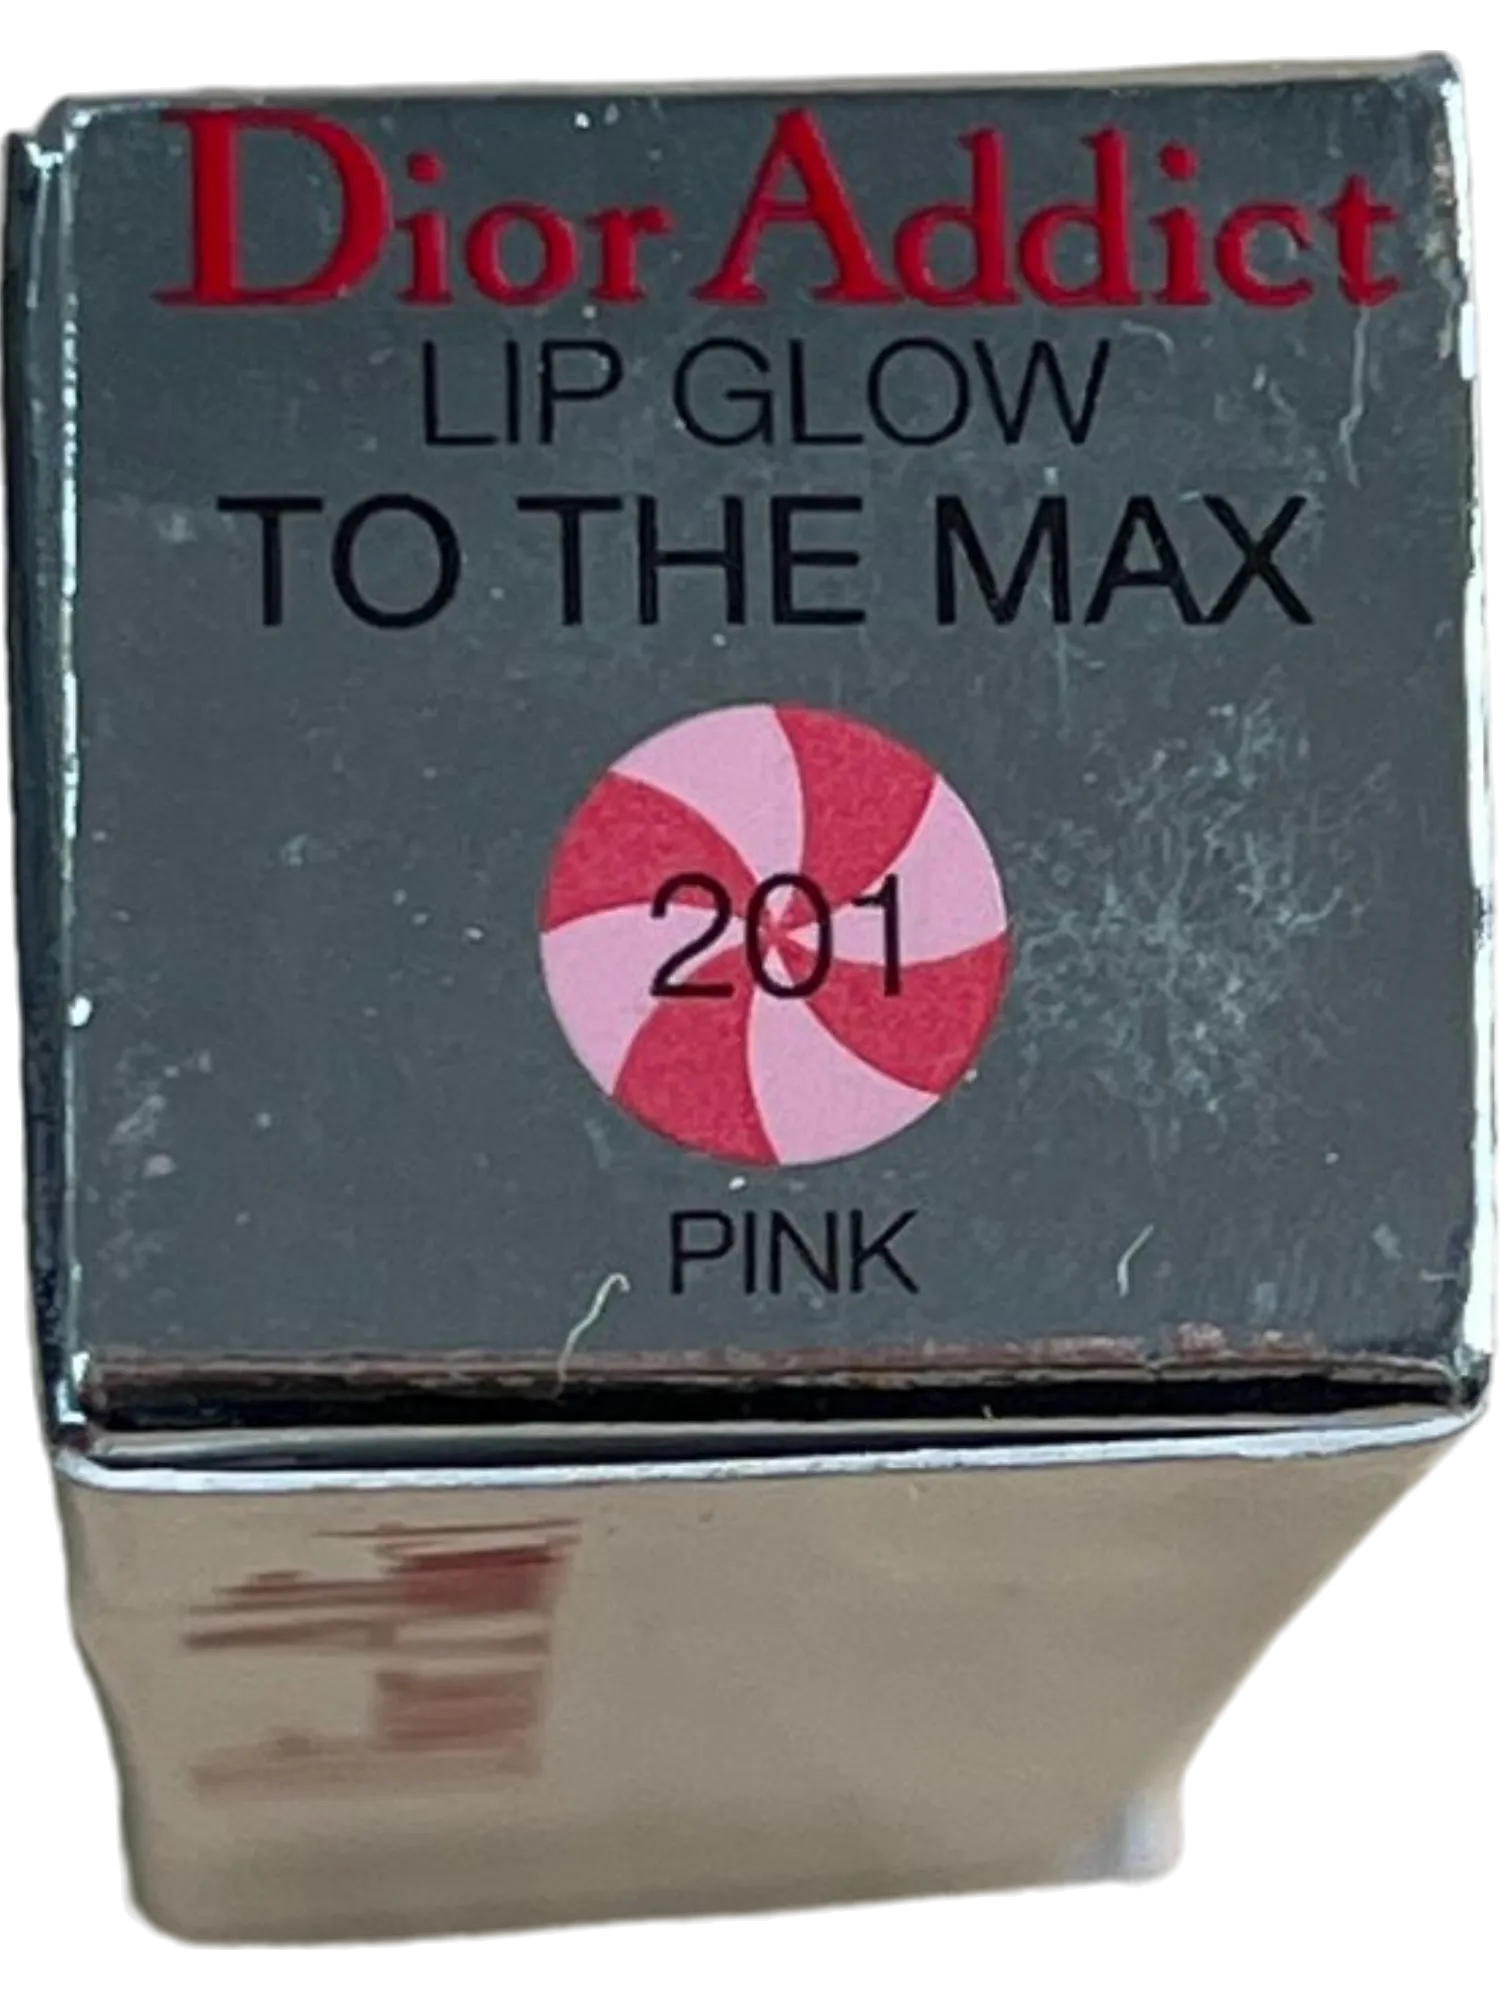 Dior Addict
LIP GLOW
TO THE MAX
201
PINK